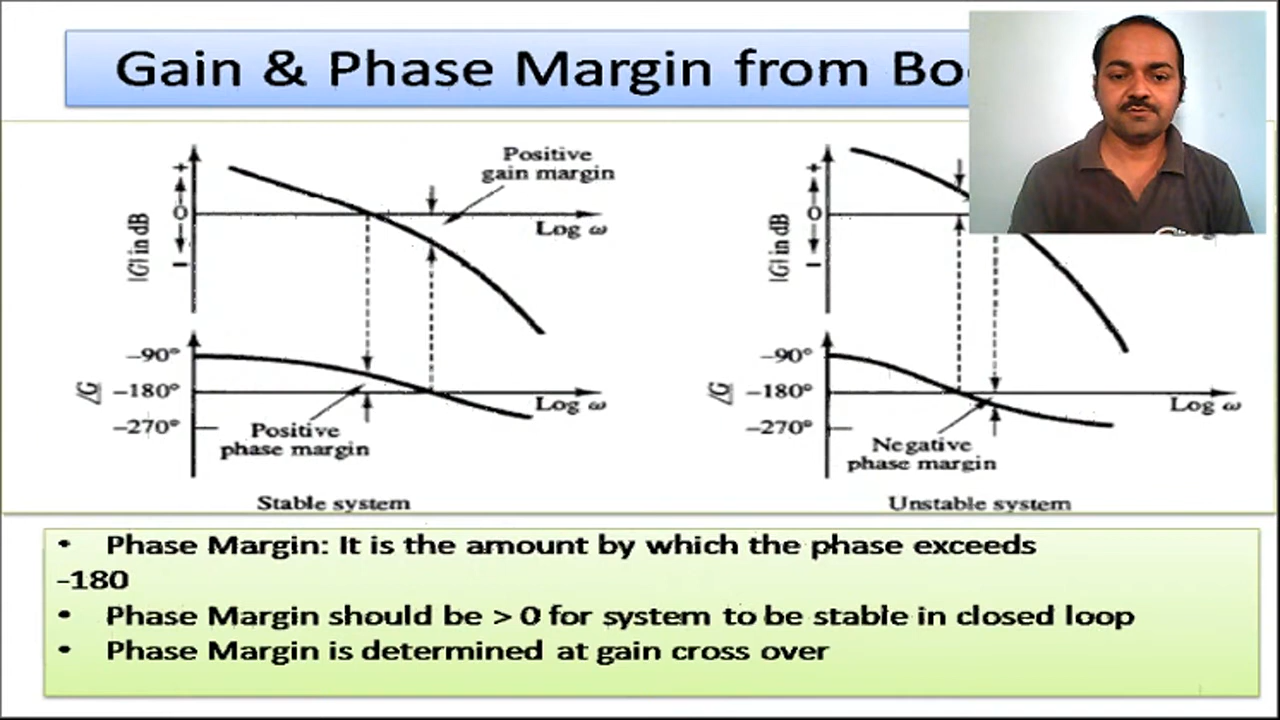 Gain & Phase Margin from Bo
Positive
gain margin
+
0
−
|G| in dB
Log ω
−90°
−180°
−270°
∠G
Log ω
Positive
phase margin
Stable system
+
0
−
|G| in dB
−90°
−180°
−270°
∠G
Log ω
Negative
phase margin
Unstable system
• Phase Margin: It is the amount by which the phase exceeds
-180
• Phase Margin should be > 0 for system to be stable in closed loop
• Phase Margin is determined at gain cross over